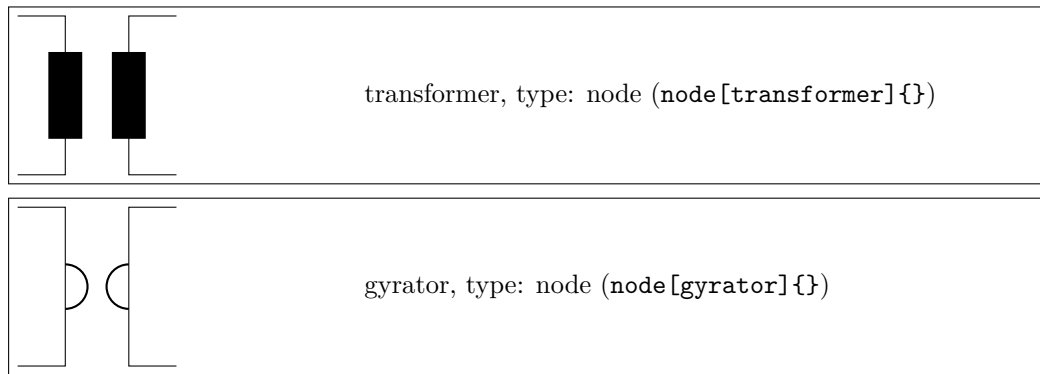 transformer, type: node (node[transformer]{})
gyrator, type: node (node[gyrator]{})